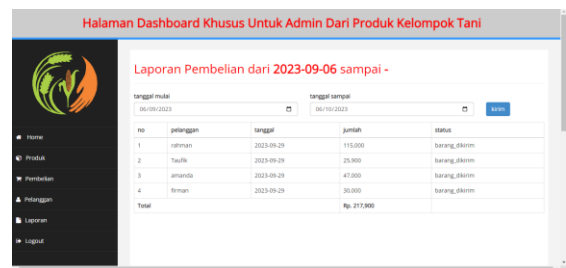 Halaman Dashboard Khusus Untuk Admin Dari Produk Kelompok Tani
Home
Produk
Pembelian
Pelanggan
Laporan
Logout
Laporan Pembelian dari 2023-09-06 sampai -
tanggal mulai tanggal sampai
06/09/2023 06/10/2023 kirim
no pelanggan tanggal jumlah status
1 rahman 2023-09-29 115,000 barang_dikirim
2 Taufik 2023-09-29 25,900 barang_dikirim
3 amanda 2023-09-29 47,000 barang_dikirim
4 firman 2023-09-29 30,000 barang_dikirim
Total Rp. 217,900